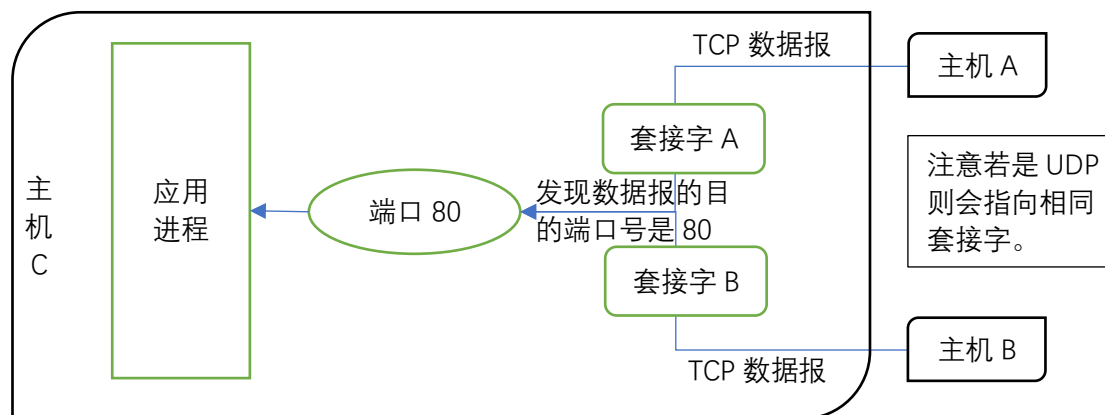 TCP 数据报
主机 A
套接字 A
注意若是 UDP
则会指向相同
套接字。
主
机
C
应用
进程
端口 80
发现数据报的目
的端口号是 80
套接字 B
主机 B
TCP 数据报